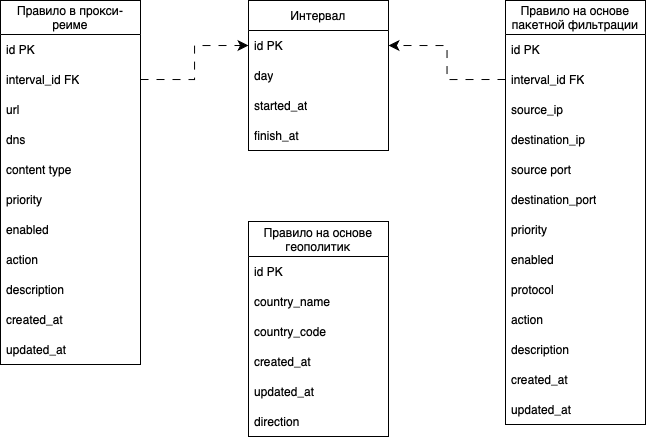 Правило в прокси-
реиме
id PK
interval_id FK
url
dns
content type
priority
enabled
action
description
created_at
updated_at
Интервал
id PK
day
started_at
finish_at
Правило на основе
геополитик
id PK
country_name
country_code
created_at
updated_at
direction
Правило на основе
пакетной фильтрации
id PK
interval_id FK
source_ip
destination_ip
source port
destination_port
priority
enabled
protocol
action
description
created_at
updated_at